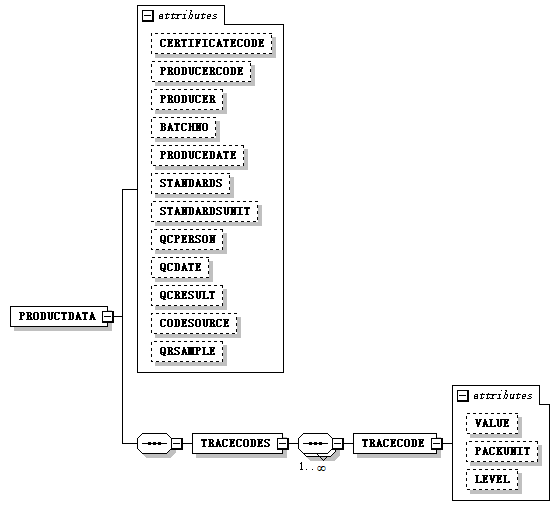 attributes
CERTIFICATECODE
PRODUCERCODE
PRODUCER
BATCHNO
PRODUCEDATE
STANDARDS
STANDARDSUNIT
QCPERSON
QCDATE
QCRESULT
CODESOURCE
QRSAMPLE
PRODUCTDATA
TRACECODES
1..∞
TRACECODE
attributes
VALUE
PACKUNIT
LEVEL